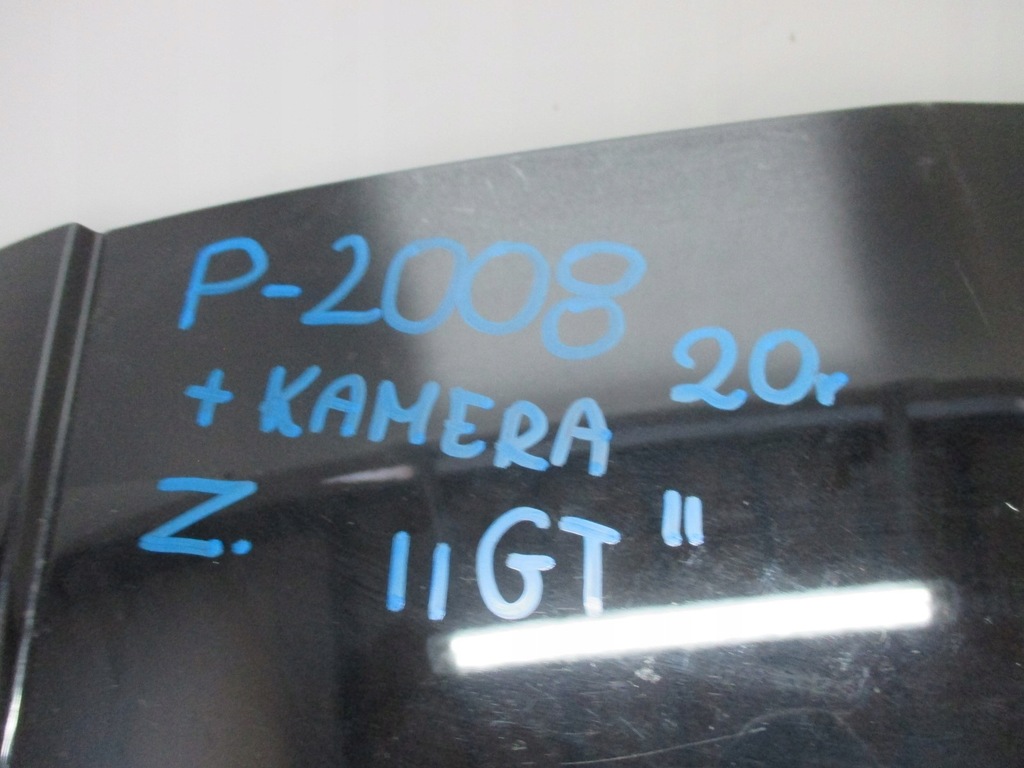 P-2008
20r
+ KAMERA
Z.
"GT"